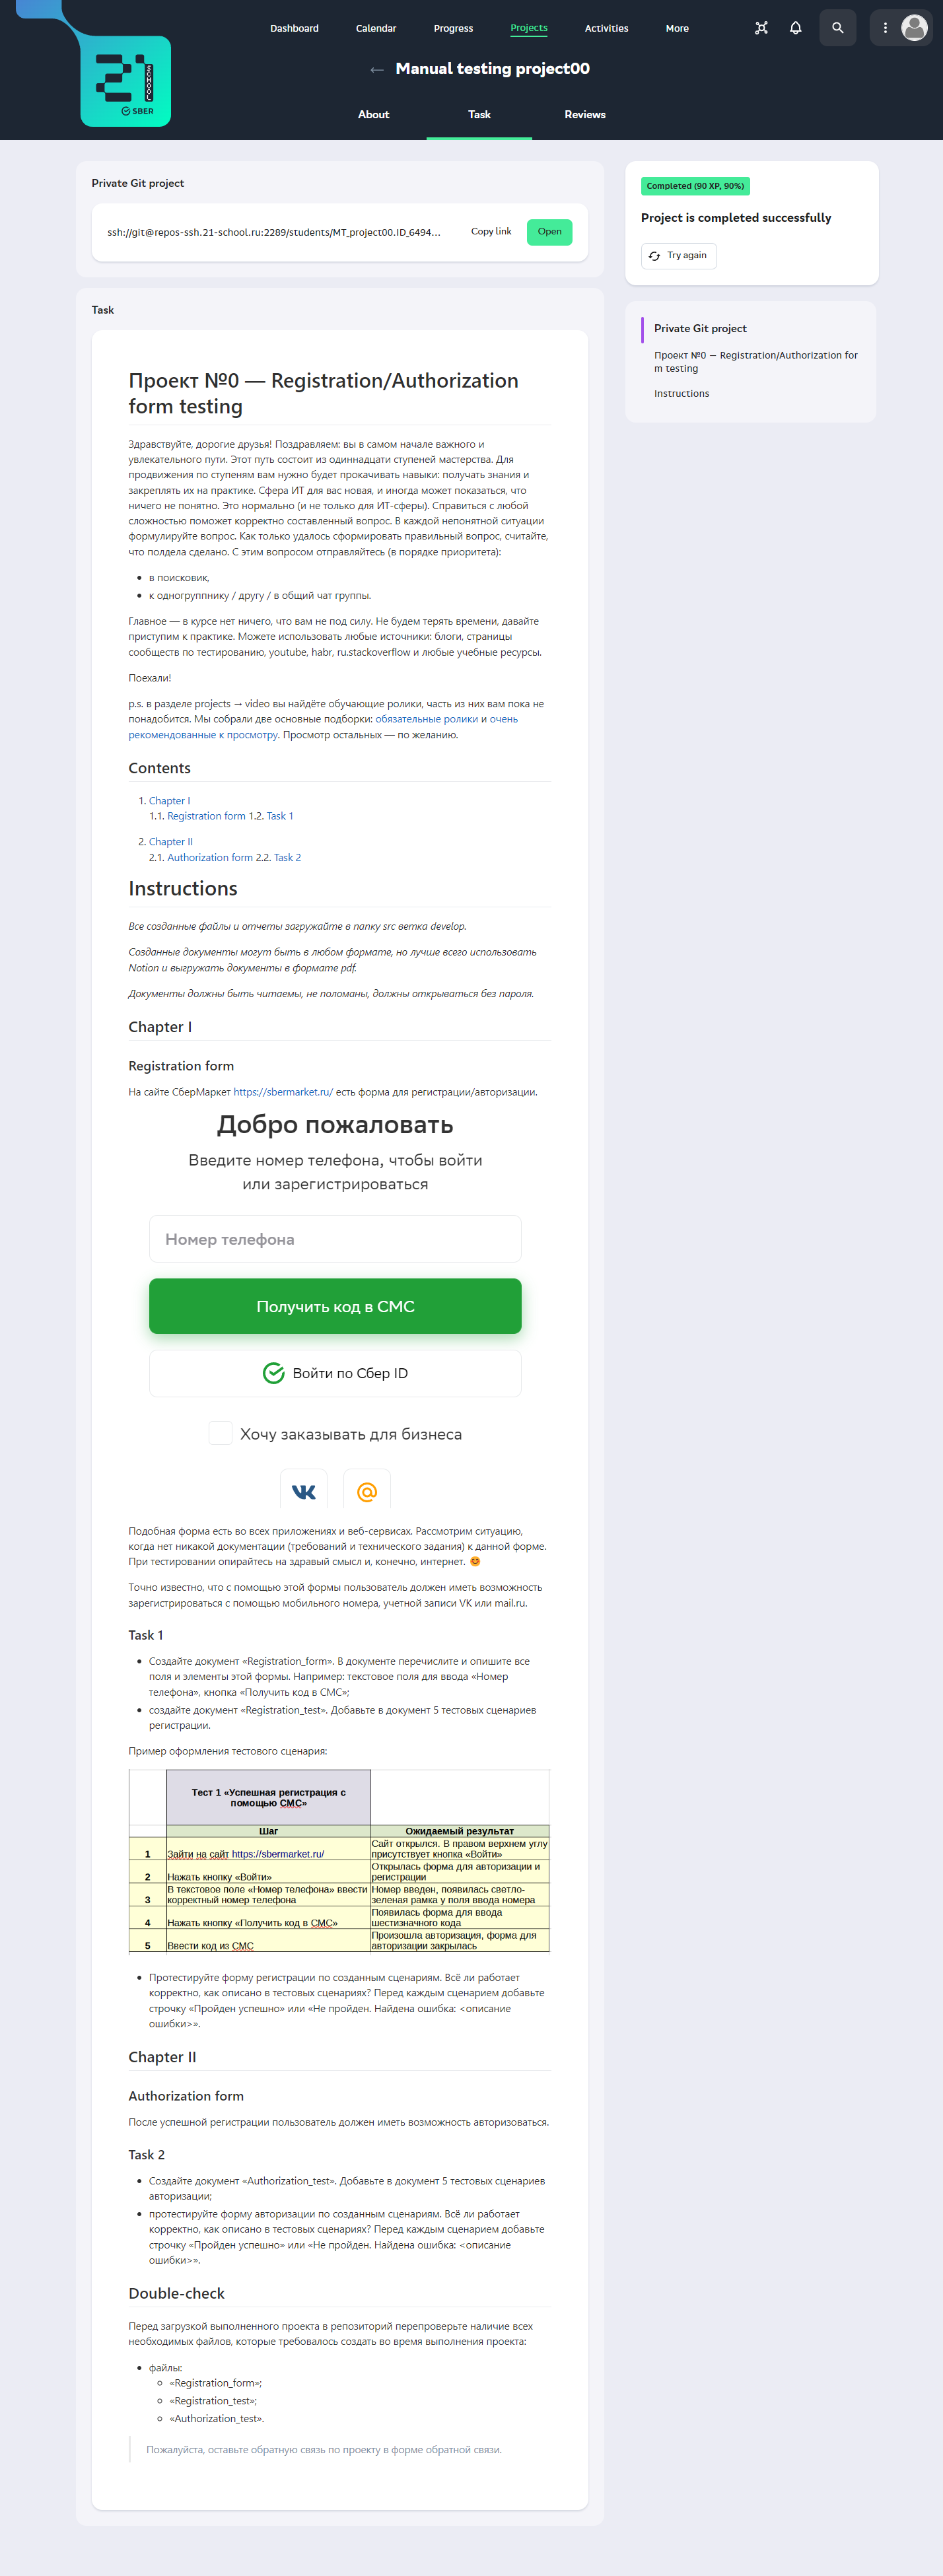 Dashboard Calendar Progress Projects Activities More
21 SCHOOL
SBER
← Manual testing project00
About Task Reviews
Private Git project
ssh://git@repos-ssh.21-school.ru:2289/students/MT_project00.ID_6494... Copy link Open
Completed (90 XP, 90%)
Project is completed successfully
Try again
Private Git project
Проект №0 — Registration/Authorization for
m testing
Instructions
Task
Проект №0 — Registration/Authorization
form testing
Здравствуйте, дорогие друзья! Поздравляем: вы в самом начале важного и
увлекательного пути. Этот путь состоит из одиннадцати ступеней мастерства. Для
продвижения по ступеням вам нужно будет прокачивать навыки: получать знания и
закреплять их на практике. Сфера ИТ для вас новая, и иногда может показаться, что
ничего не понятно. Это нормально (и не только для ИТ-сферы). Справиться с любой
сложностью поможет корректно составленный вопрос. В каждой непонятной ситуации
формулируйте вопрос. Как только удалось сформировать правильный вопрос, считайте,
что полдела сделано. С этим вопросом отправляйтесь (в порядке приоритета):
• в поисковик,
• к одногруппнику / другу / в общий чат группы.
Главное — в курсе нет ничего, что вам не под силу. Не будем терять времени, давайте
приступим к практике. Можете использовать любые источники: блоги, страницы
сообществ по тестированию, youtube, habr, ru.stackoverflow и любые учебные ресурсы.
Поехали!
p.s. в разделе projects → video вы найдёте обучающие ролики, часть из них вам пока не
понадобится. Мы собрали две основные подборки: обязательные ролики и очень
рекомендованные к просмотру. Просмотр остальных — по желанию.
Contents
1. Chapter I
1.1. Registration form 1.2. Task 1
2. Chapter II
2.1. Authorization form 2.2. Task 2
Instructions
Все созданные файлы и отчеты загружайте в папку src ветка develop.
Созданные документы могут быть в любом формате, но лучше всего использовать
Notion и выгружать документы в формате pdf.
Документы должны быть читаемы, не поломаны, должны открываться без пароля.
Chapter I
Registration form
На сайте СберМаркет https://sbermarket.ru/ есть форма для регистрации/авторизации.
Добро пожаловать
Введите номер телефона, чтобы войти
или зарегистрироваться
Номер телефона
Получить код в СМС
Войти по Сбер ID
Хочу заказывать для бизнеса
Подобная форма есть во всех приложениях и веб-сервисах. Рассмотрим ситуацию,
когда нет никакой документации (требований и технического задания) к данной форме.
При тестировании опирайтесь на здравый смысл и, конечно, интернет. 😊
Точно известно, что с помощью этой формы пользователь должен иметь возможность
зарегистрироваться с помощью мобильного номера, учетной записи VK или mail.ru.
Task 1
• Создайте документ «Registration_form». В документе перечислите и опишите все
поля и элементы этой формы. Например: текстовое поля для ввода «Номер
телефона», кнопка «Получить код в СМС»;
• создайте документ «Registration_test». Добавьте в документ 5 тестовых сценариев
регистрации.
Пример оформления тестового сценария:
Тест 1 «Успешная регистрация с
помощью СМС»
Шаг Ожидаемый результат
1 Зайти на сайт https://sbermarket.ru/ Сайт открылся. В правом верхнем углу
присутствует кнопка «Войти»
2 Нажать кнопку «Войти» Открылась форма для авторизации и
регистрации
3 В текстовое поле «Номер телефона» ввести
корректный номер телефона Номер введен, появилась светло-
зеленая рамка у поля ввода номера
4 Нажать кнопку «Получить код в СМС» Появилась форма для ввода
шестизначного кода
5 Ввести код из СМС Произошла авторизация, форма для
авторизации закрылась
• Протестируйте форму регистрации по созданным сценариям. Всё ли работает
корректно, как описано в тестовых сценариях? Перед каждым сценарием добавьте
строчку «Пройден успешно» или «Не пройден. Найдена ошибка: <описание
ошибки>».
Chapter II
Authorization form
После успешной регистрации пользователь должен иметь возможность авторизоваться.
Task 2
• Создайте документ «Authorization_test». Добавьте в документ 5 тестовых сценариев
авторизации;
• протестируйте форму авторизации по созданным сценариям. Всё ли работает
корректно, как описано в тестовых сценариях? Перед каждым сценарием добавьте
строчку «Пройден успешно» или «Не пройден. Найдена ошибка: <описание
ошибки>».
Double-check
Перед загрузкой выполненного проекта в репозиторий перепроверьте наличие всех
необходимых файлов, которые требовалось создать во время выполнения проекта:
• файлы:
◦ «Registration_form»;
◦ «Registration_test»;
◦ «Authorization_test».
Пожалуйста, оставьте обратную связь по проекту в форме обратной связи.